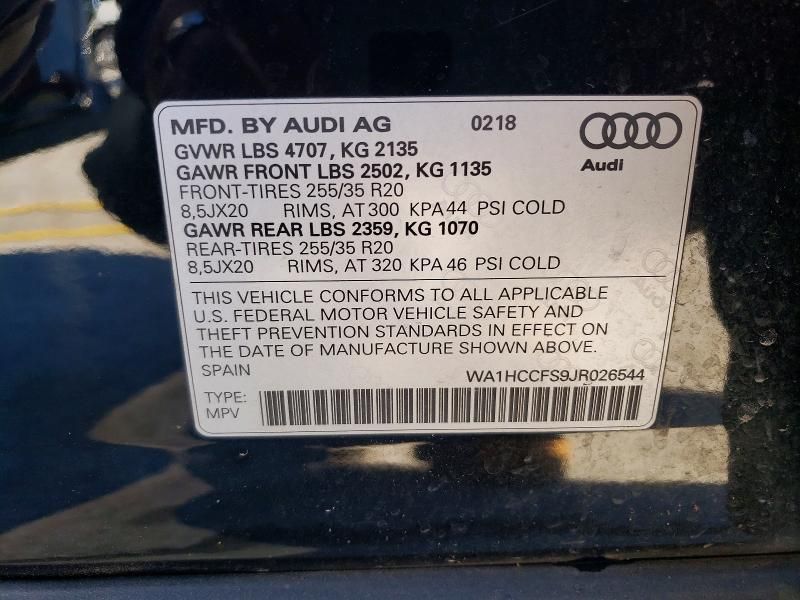 MFD. BY AUDI AG 0218
GVWR LBS 4707, KG 2135
GAWR FRONT LBS 2502, KG 1135
Audi
FRONT-TIRES 255/35 R20
8,5JX20 RIMS, AT 300 KPA 44 PSI COLD
GAWR REAR LBS 2359, KG 1070
REAR-TIRES 255/35 R20
8,5JX20 RIMS, AT 320 KPA 46 PSI COLD
THIS VEHICLE CONFORMS TO ALL APPLICABLE
U.S. FEDERAL MOTOR VEHICLE SAFETY AND
THEFT PREVENTION STANDARDS IN EFFECT ON
THE DATE OF MANUFACTURE SHOWN ABOVE.
SPAIN WA1HCCFS9JR026544
TYPE:
MPV